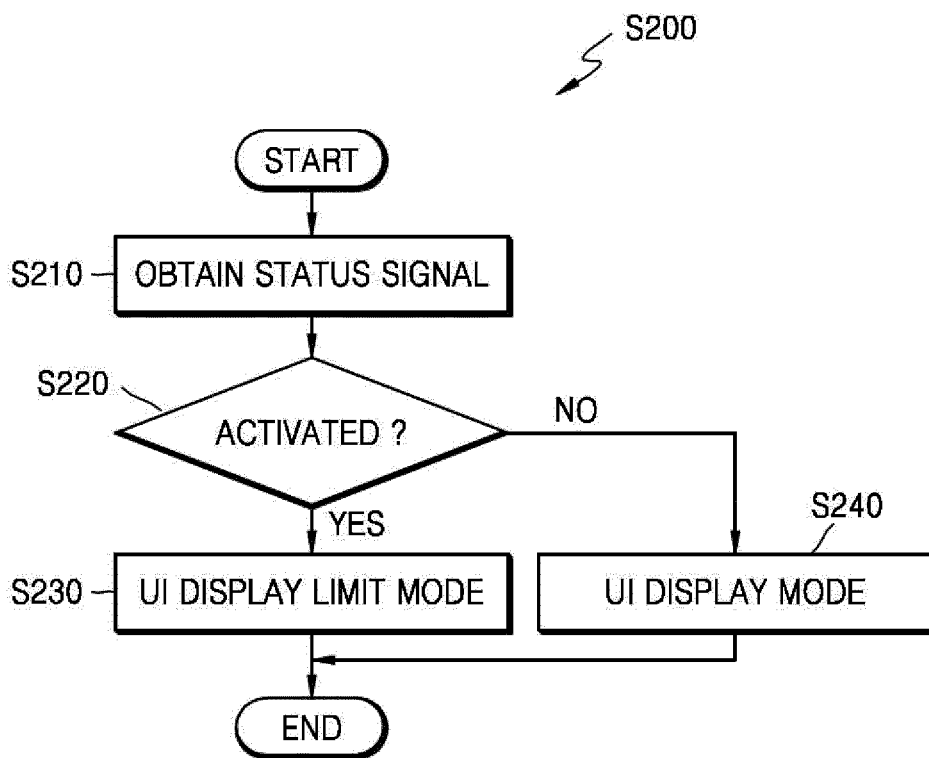 S200
START
S210
OBTAIN STATUS SIGNAL
S220
ACTIVATED ?
NO
YES
S240
S230
UI DISPLAY LIMIT MODE
UI DISPLAY MODE
END